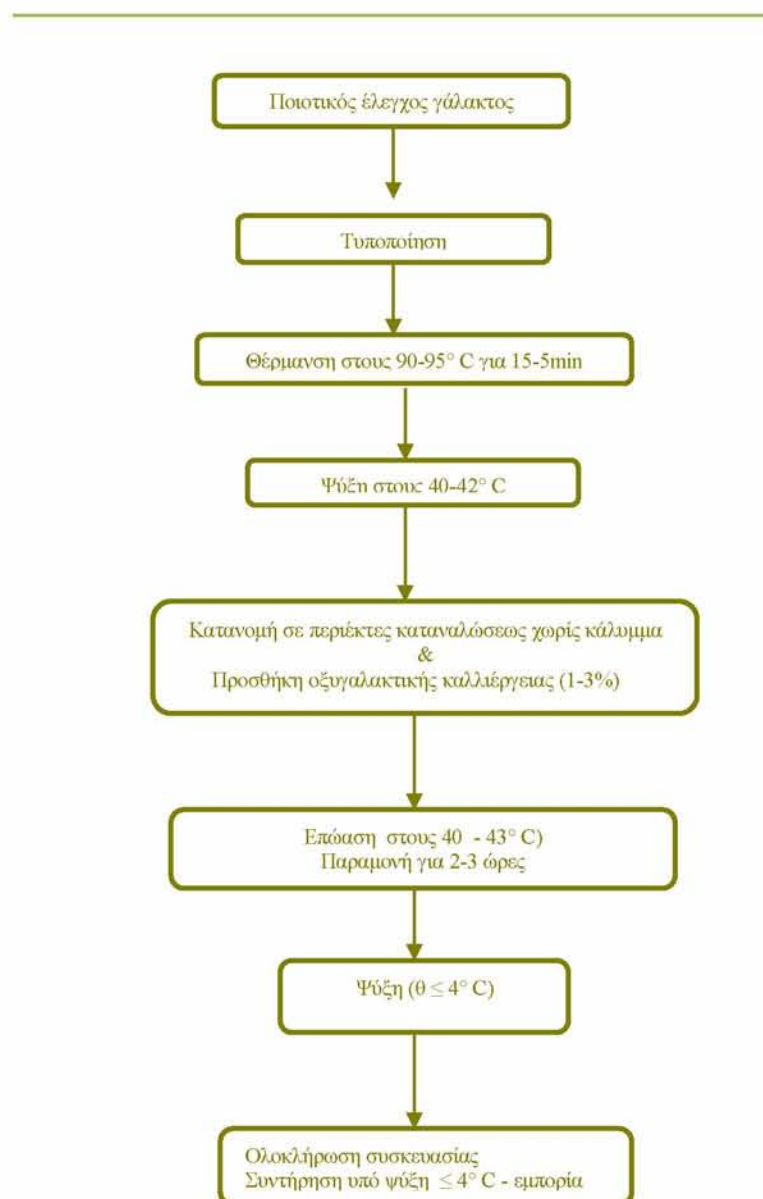 Ποιοτικός έλεγχος γάλακτος
Τυποποίηση
Θέρμανση στους 90-95° C για 15-5min
Ψύξη στους 40-42° C
Κατανομή σε περιέκτες καταναλώσεως χωρίς κάλυμμα
&
Προσθήκη οξυγαλακτικής καλλιέργειας (1-3%)
Επώαση στους 40 - 43° C)
Παραμονή για 2-3 ώρες
Ψύξη (θ ≤ 4° C)
Ολοκλήρωση συσκευασίας
Συντήρηση υπό ψύξη ≤ 4° C - εμπορία